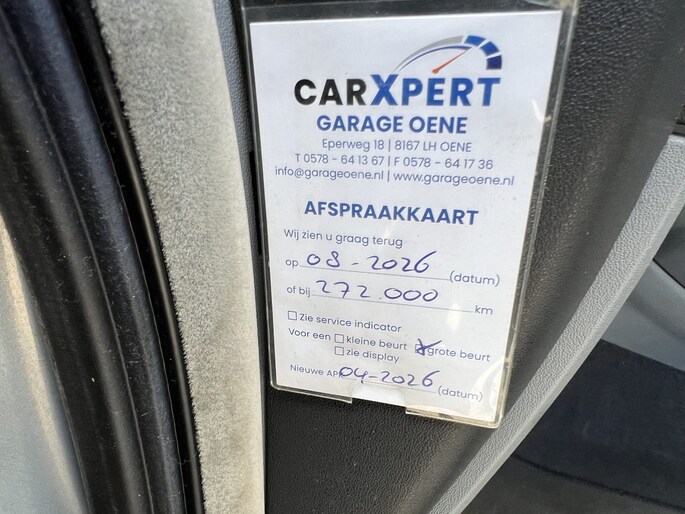 CARXPERT
GARAGE OENE
Eperweg 18 | 8167 LH OENE
T 0578 - 64 13 67 | F 0578 - 64 17 36
info@garageoene.nl | www.garageoene.nl
AFSPRAAKKAART
Wij zien u graag terug
op 08-2026 (datum)
of bij 272.000 km
Zie service indicator
Voor een kleine beurt grote beurt
zie display
Nieuwe AP 04-2026 (datum)